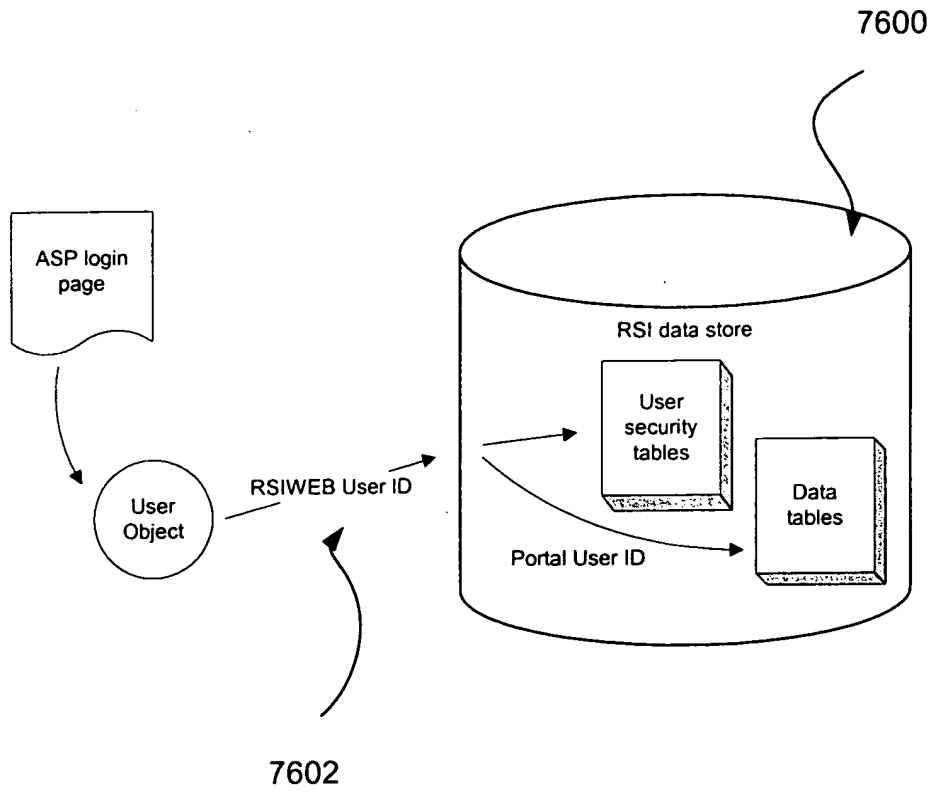 7600
ASP login
page
RSI data store
User
security
tables
RSIWEB User ID
User
Object
Data
tables
Portal User ID
7602